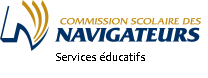 COMMISSION SCOLAIRE DES
NAVIGATEURS
Services éducatifs